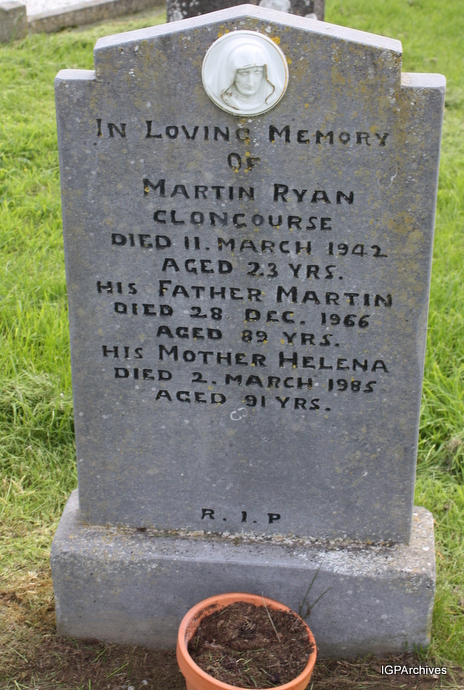 In Loving Memory
OF
Martin Ryan
CLONCOURSE
DIED 11. MARCH 1942
AGED 23 YRS.
HIS FATHER MARTIN
DIED 28 DEC. 1966
AGED 89 YRS.
HIS MOTHER HELENA
DIED 2. MARCH 1985
AGED 91 YRS.
R.I.P
IGPArchives